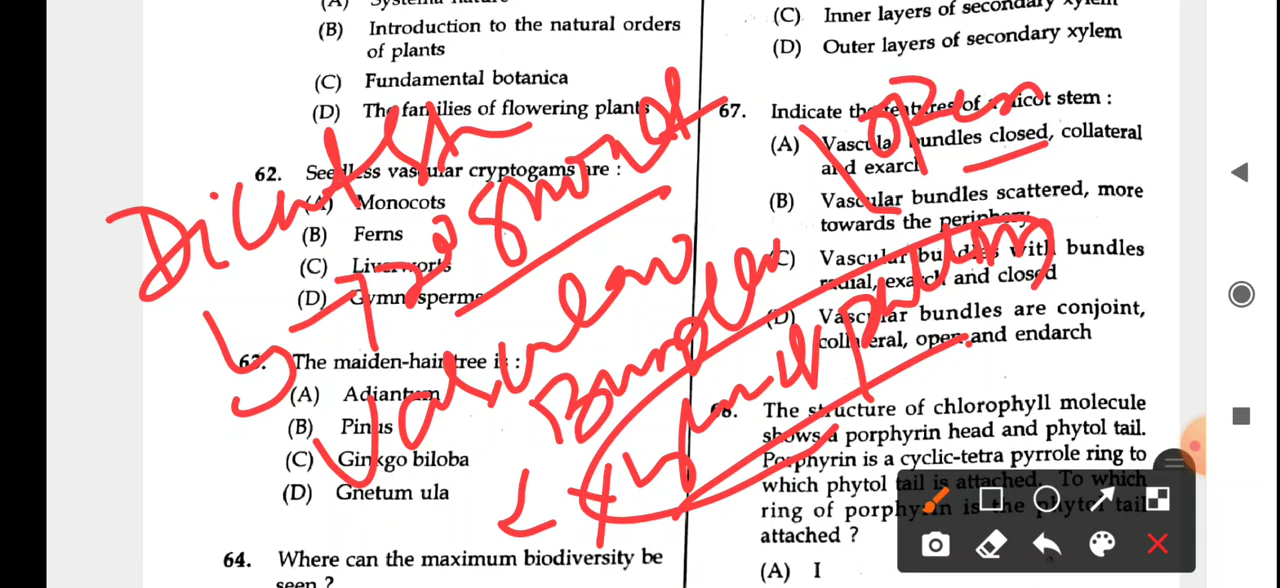 (B) Introduction to the natural orders
of plants
(C) Fundamental botanica
(D) The families of flowering plants
62. Seedless vascular cryptogams are :
(A) Monocots
(B) Ferns
(C) Liverworts
(D) Gymnosperms
63. The maiden-hair tree is :
(A) Adiantum
(B) Pinus
(C) Ginkgo biloba
(D) Gnetum ula
64. Where can the maximum biodiversity be
seen ?
(C) Inner layers of secondary xylem
(D) Outer layers of secondary xylem
67. Indicate the features of a dicot stem :
(A) Vascular bundles closed, collateral
and exarch
(B) Vascular bundles scattered, more
towards the periphery
(C) Vascular bundles with bundles
radial, exarch and closed
(D) Vascular bundles are conjoint,
collateral, open and endarch
68. The structure of chlorophyll molecule
shows a porphyrin head and phytol tail.
Porphyrin is a cyclic-tetra pyrrole ring to
which phytol tail is attached. To which
ring of porphyrin is the phytol tail
attached ?
(A) I
open
Vascular
Bundles